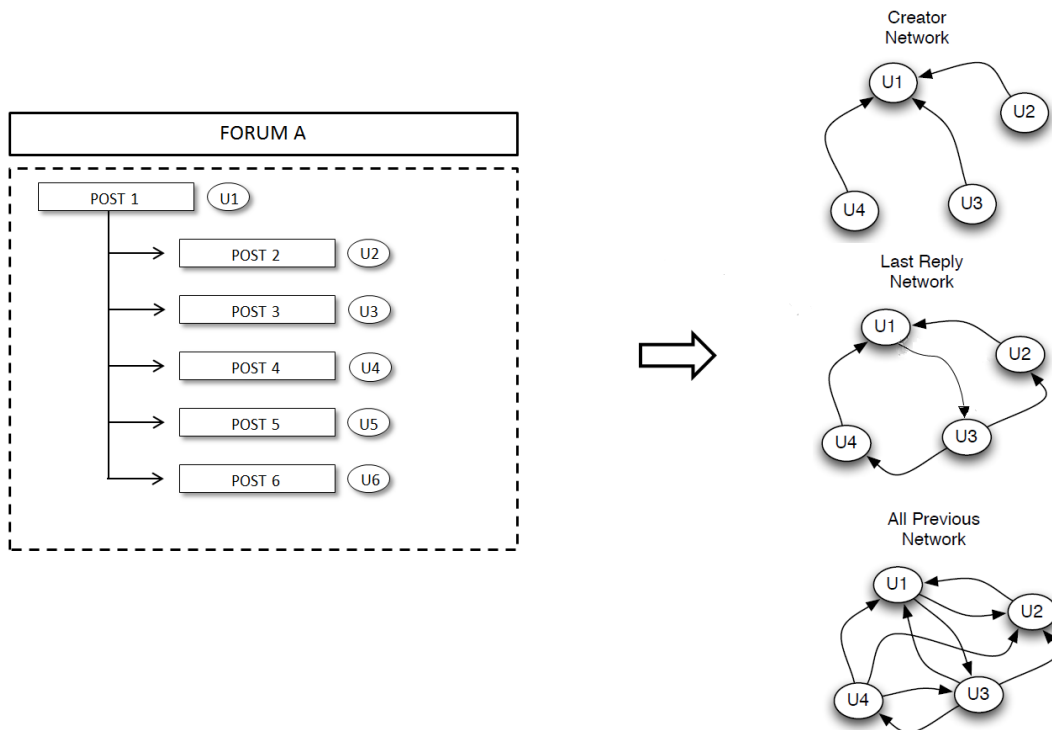 FORUM A
POST 1
U1
POST 2
U2
POST 3
U3
POST 4
U4
POST 5
U5
POST 6
U6
Creator
Network
U1
U2
U4
U3
Last Reply
Network
U1
U2
U4
U3
All Previous
Network
U1
U2
U4
U3